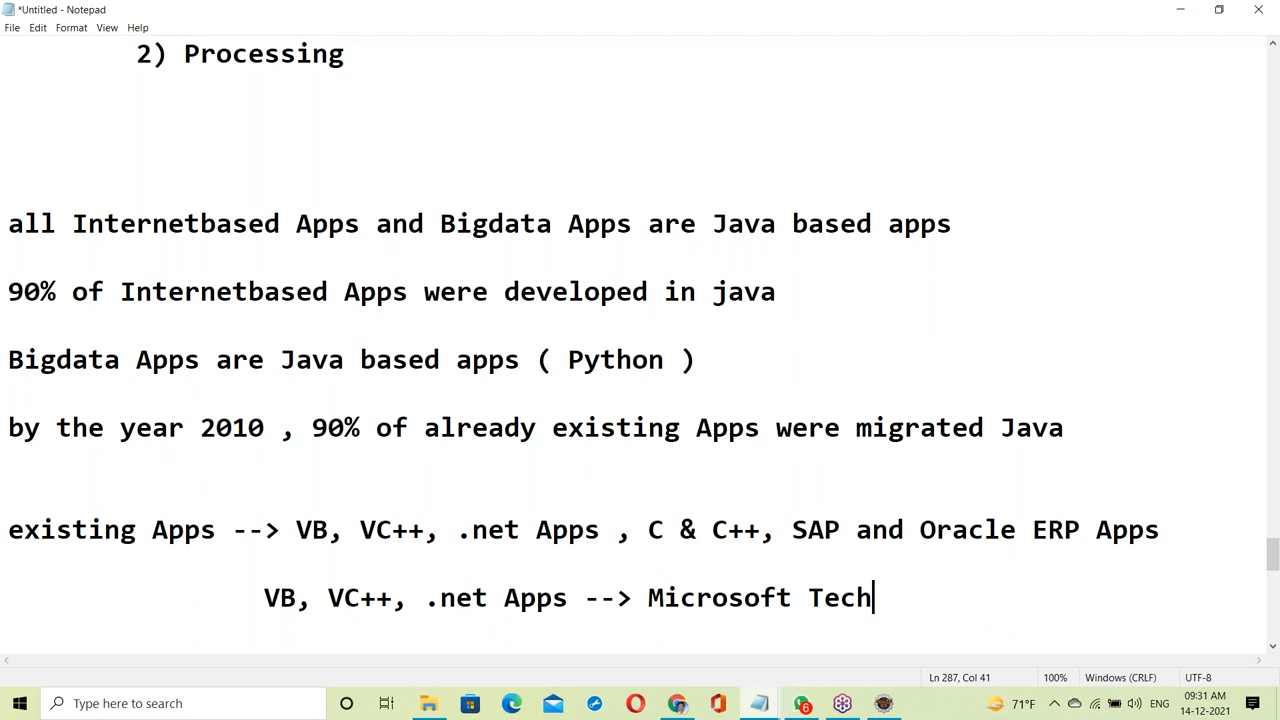 *Untitled - Notepad
File Edit Format View Help
2) Processing
all Internetbased Apps and Bigdata Apps are Java based apps
90% of Internetbased Apps were developed in java
Bigdata Apps are Java based apps ( Python )
by the year 2010 , 90% of already existing Apps were migrated Java
existing Apps --> VB, VC++, .net Apps , C & C++, SAP and Oracle ERP Apps
VB, VC++, .net Apps --> Microsoft Tech
Ln 287, Col 41 100% Windows (CRLF) UTF-8
Type here to search
6
71°F
ENG
09:31 AM
14-12-2021